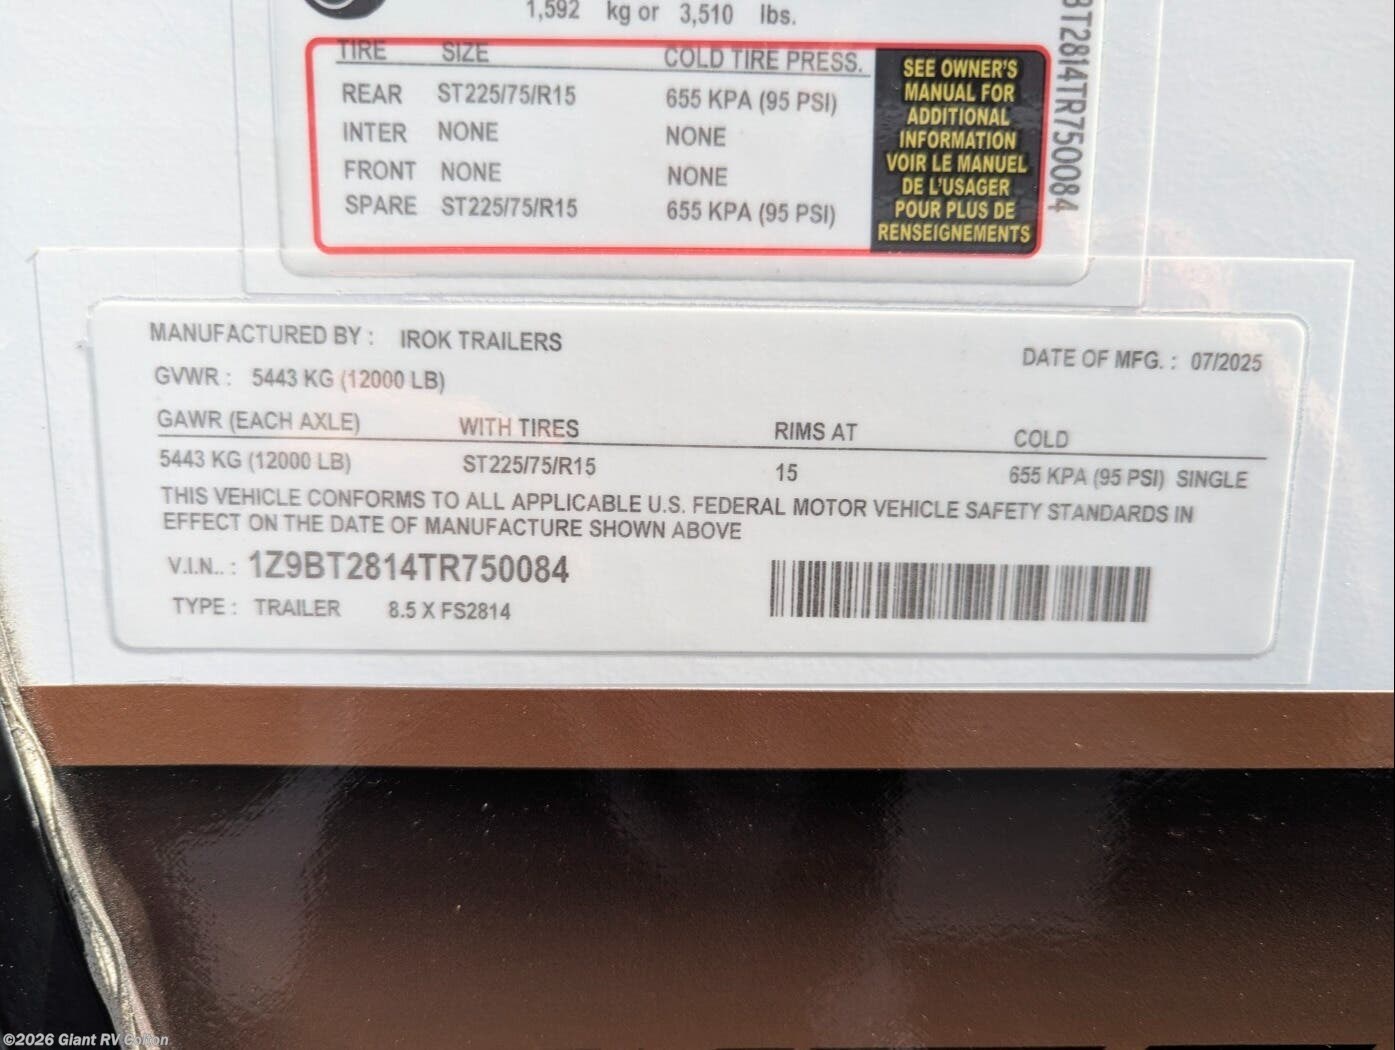 1,592 kg or 3,510 lbs.
TIRE SIZE COLD TIRE PRESS.
REAR ST225/75/R15 655 KPA (95 PSI)
INTER NONE NONE
FRONT NONE NONE
SPARE ST225/75/R15 655 KPA (95 PSI)
SEE OWNER'S
MANUAL FOR
ADDITIONAL
INFORMATION
VOIR LE MANUEL
DE L'USAGER
POUR PLUS DE
RENSEIGNEMENTS
BT2814TR750084
MANUFACTURED BY : IROK TRAILERS
DATE OF MFG. : 07/2025
GVWR : 5443 KG (12000 LB)
GAWR (EACH AXLE) WITH TIRES RIMS AT COLD
5443 KG (12000 LB) ST225/75/R15 15 655 KPA (95 PSI) SINGLE
THIS VEHICLE CONFORMS TO ALL APPLICABLE U.S. FEDERAL MOTOR VEHICLE SAFETY STANDARDS IN
EFFECT ON THE DATE OF MANUFACTURE SHOWN ABOVE
V.I.N.. : 1Z9BT2814TR750084
TYPE : TRAILER 8.5 X FS2814
©2026 Giant RV Colton